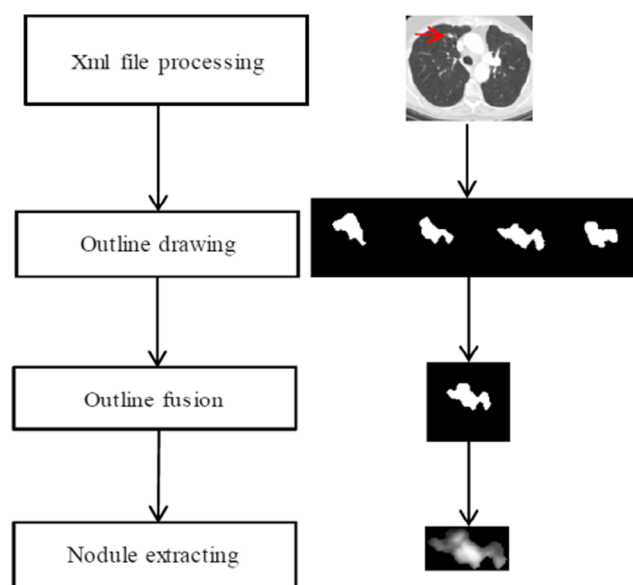 Xml file processing
Outline drawing
Outline fusion
Nodule extracting